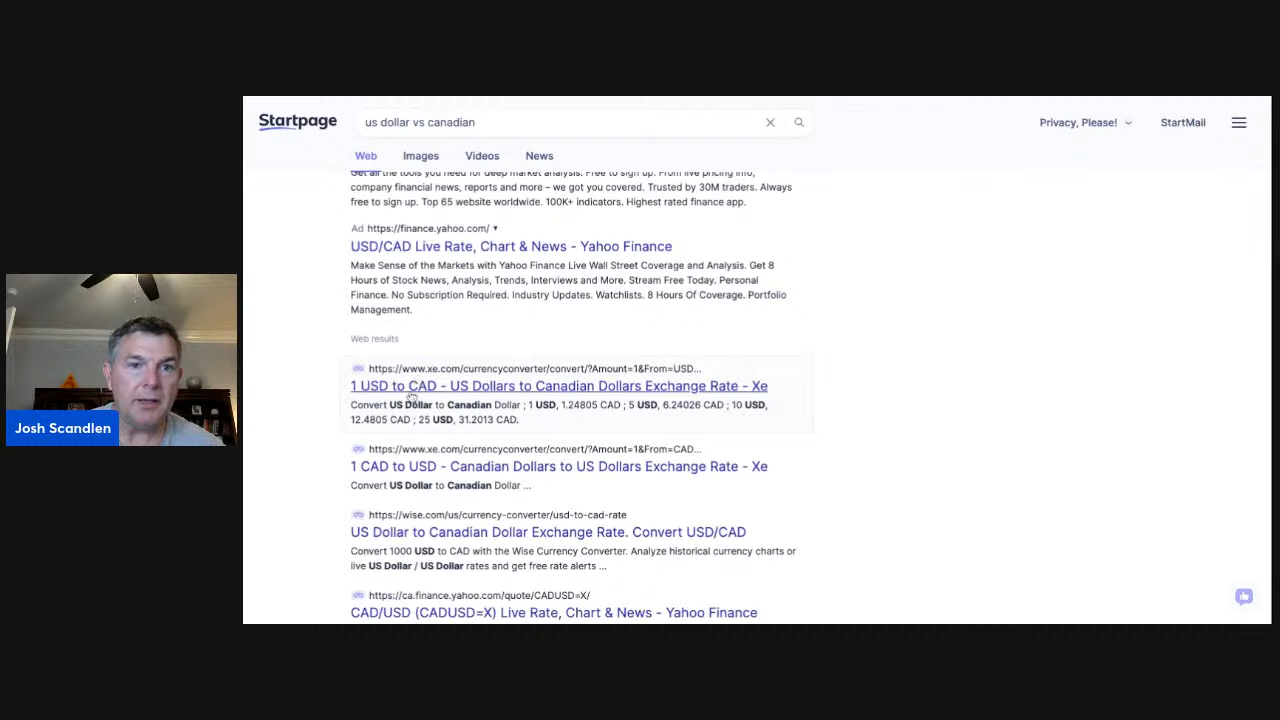 Startpage
us dollar vs canadian
Privacy, Please!
StartMail
Web
Images
Videos
News
Get all the tools you need for deep market analysis. Free to sign up. From live pricing info,
company financial news, reports and more – we got you covered. Trusted by 30M traders. Always
free to sign up. Top 65 website worldwide. 100K+ indicators. Highest rated finance app.
Ad https://finance.yahoo.com/
USD/CAD Live Rate, Chart & News - Yahoo Finance
Make Sense of the Markets with Yahoo Finance Live Wall Street Coverage and Analysis. Get 8
Hours of Stock News, Analysis, Trends, Interviews and More. Stream Free Today. Personal
Finance. No Subscription Required. Industry Updates. Watchlists. 8 Hours Of Coverage. Portfolio
Management.
Web results
https://www.xe.com/currencyconverter/convert/?Amount=1&From=USD...
1 USD to CAD - US Dollars to Canadian Dollars Exchange Rate - Xe
Convert US Dollar to Canadian Dollar ; 1 USD, 1.24805 CAD ; 5 USD, 6.24026 CAD ; 10 USD,
12.4805 CAD ; 25 USD, 31.2013 CAD.
https://www.xe.com/currencyconverter/convert/?Amount=1&From=CAD...
1 CAD to USD - Canadian Dollars to US Dollars Exchange Rate - Xe
Convert US Dollar to Canadian Dollar ...
https://wise.com/us/currency-converter/usd-to-cad-rate
US Dollar to Canadian Dollar Exchange Rate. Convert USD/CAD
Convert 1000 USD to CAD with the Wise Currency Converter. Analyze historical currency charts or
live US Dollar / US Dollar rates and get free rate alerts ...
https://ca.finance.yahoo.com/quote/CADUSD=X/
CAD/USD (CADUSD=X) Live Rate, Chart & News - Yahoo Finance
Josh Scandlen